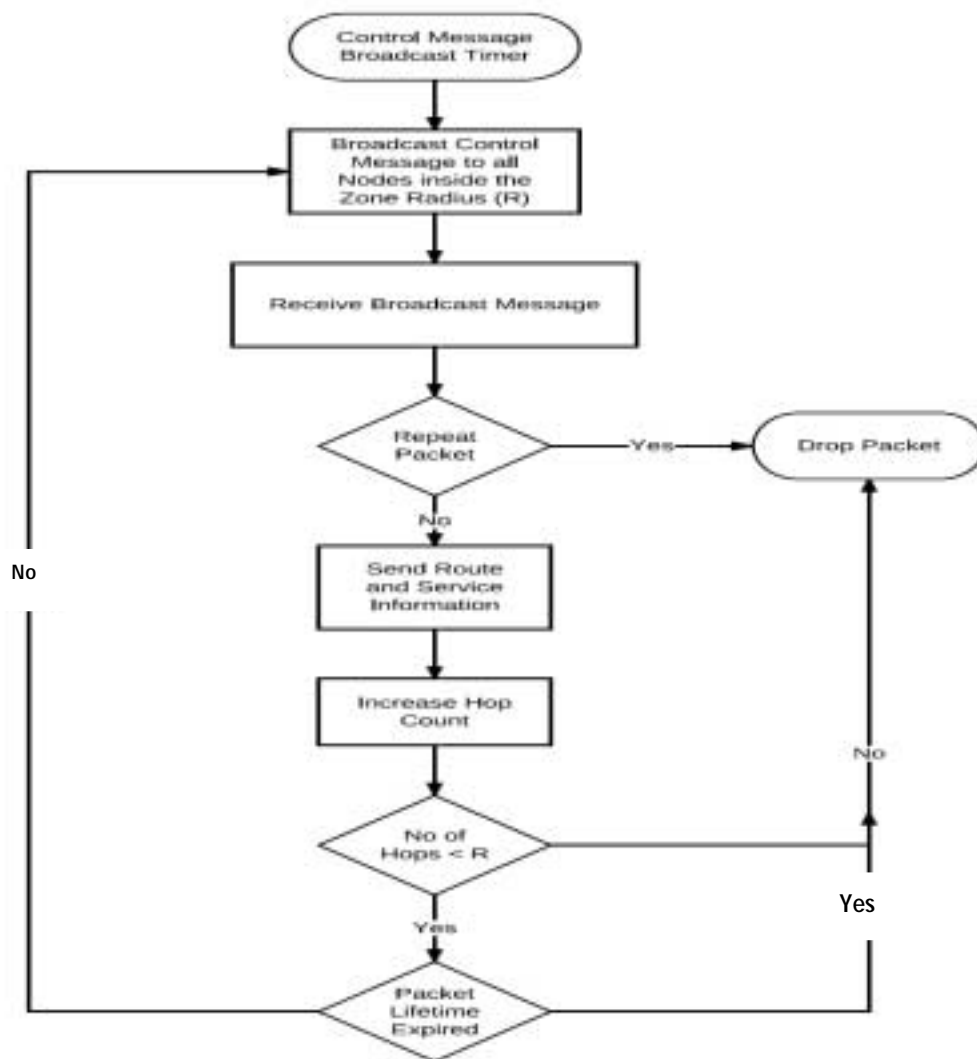 Control Message
Broadcast Timer
Broadcast Control
Message to all
Nodes inside the
Zone Radius (R)
Receive Broadcast Message
Repeat
Packet
Yes
Drop Packet
No
Send Route
and Service
Information
No
Increase Hop
Count
No
No of
Hops < R
Yes
Yes
Packet
Lifetime
Expired